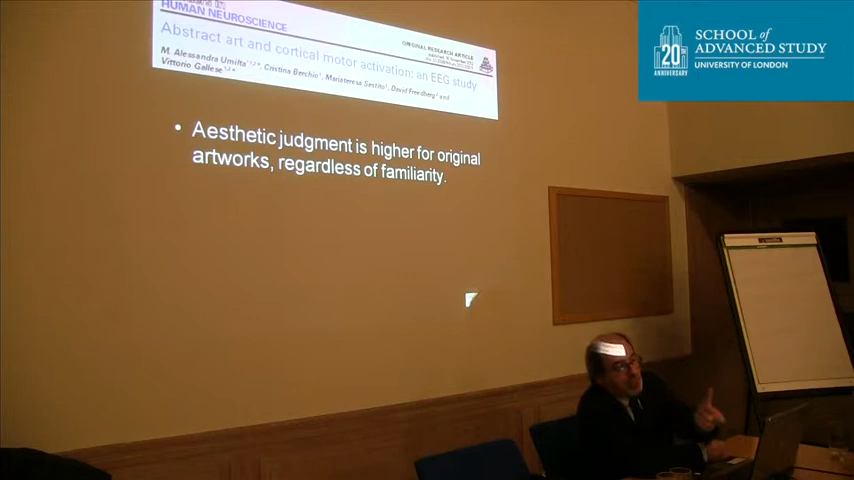 HUMAN NEUROSCIENCE
ORIGINAL RESEARCH ARTICLE
Abstract art and cortical motor activation: an EEG study
M. Alessandra Umiltà, Cristina Berchio, Mariateresa Sestito, David Freedberg and
Vittorio Gallese
• Aesthetic judgment is higher for original
artworks, regardless of familiarity.
20th
ANNIVERSARY
SCHOOL of
ADVANCED STUDY
UNIVERSITY OF LONDON